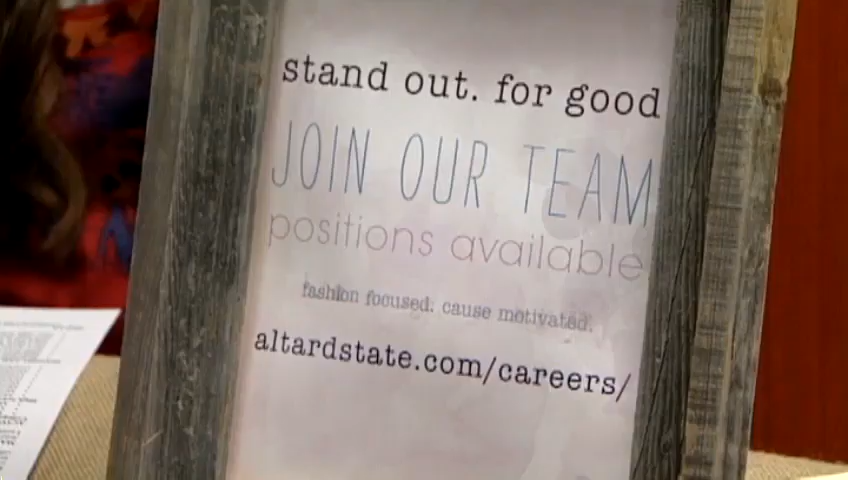 stand out. for good
JOIN OUR TEAM
positions available
fashion focused. cause motivated.
altardstate.com/careers/